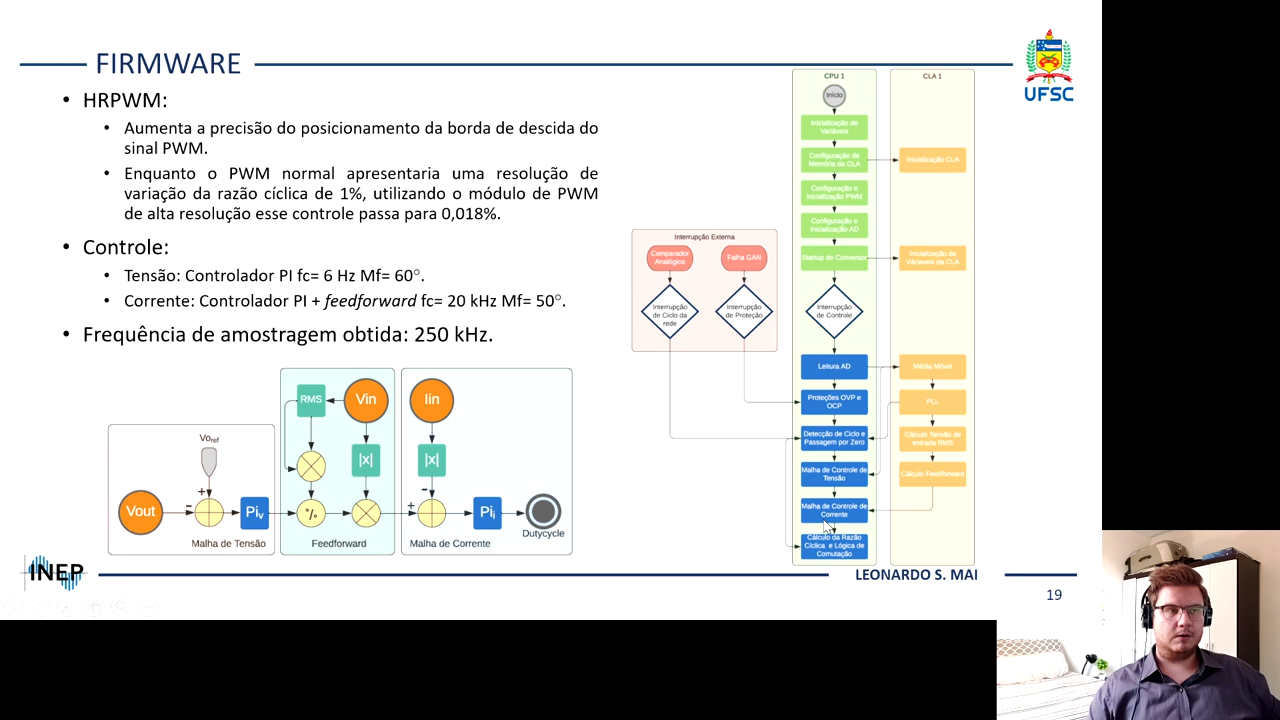 FIRMWARE
UFSC
• HRPWM:
• Aumenta a precisão do posicionamento da borda de descida do
sinal PWM.
• Enquanto o PWM normal apresentaria uma resolução de
variação da razão cíclica de 1%, utilizando o módulo de PWM
de alta resolução esse controle passa para 0,018%.
• Controle:
• Tensão: Controlador PI fc= 6 Hz Mf= 60°.
• Corrente: Controlador PI + feedforward fc= 20 kHz Mf= 50°.
• Frequência de amostragem obtida: 250 kHz.
Vo ref
Vout
+
-
Pi v
Malha de Tensão
RMS
Vin
|x|
*/*
Feedforward
Iin
|x|
-
+
Pi i
Dutycycle
Malha de Corrente
Interrupção Externa
Comparador
Analógico
Falha GAN
Interrupção
de Ciclo da
rede
Interrupção
de Proteção
CPU 1
Início
Inicialização de
Variáveis
Configuração de
Memória da CLA
Configuração e
Inicialização PWM
Configuração e
Inicialização AD
Startup do Conversor
Interrupção
de Controle
Leitura AD
Proteções OVP e
OCP
Detecção de Ciclo e
Passagem por Zero
Malha de Controle de
Tensão
Malha de Controle de
Corrente
Cálculo da Razão
Cíclica e Lógica de
Comutação
CLA 1
Inicialização CLA
Inicialização de
Váriaveis da CLA
Média Móvel
PLL
Cálculo Tensão de
entrada RMS
Cálculo Feedforward
INEP
LEONARDO S. MAI
19